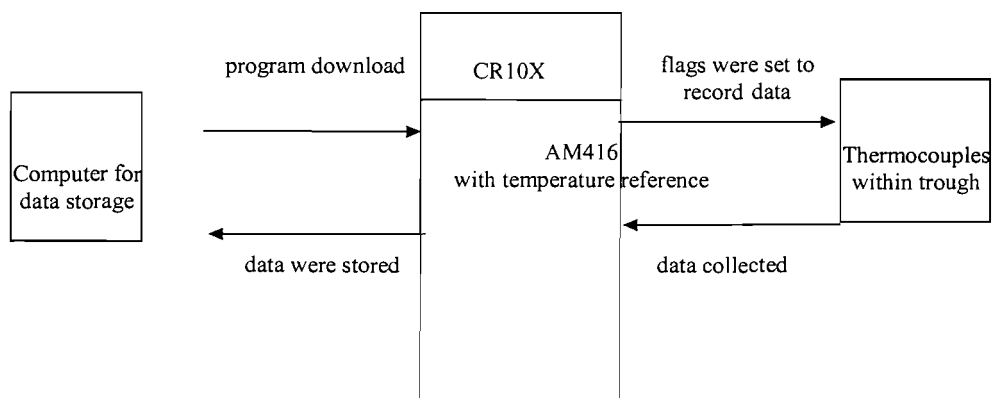 program download
CR10X
flags were set to
record data
Computer for
data storage
AM416
with temperature reference
Thermocouples
within trough
data were stored
data collected